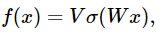 f(x) = Vσ(Wx),